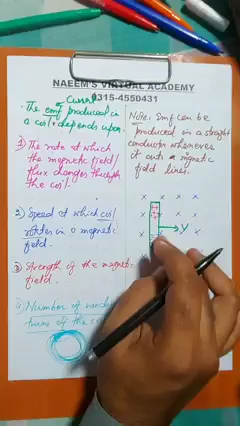 NAEEM'S VIRTUAL ACADEMY
0315-4550431
current
• The emf produced in
a coil depends upon.
1) The rate at which
the magnetic field/
flux changes through
the coil.
2) Speed at which coil
rotates in a magnetic
field.
3) Strength of the magnetic
field.
4) Number of
turns of the
Note: Emf can be
produced in a straight
conductor whenever
it cuts a magnetic
field lines.
x x x x
x x x
x x
V